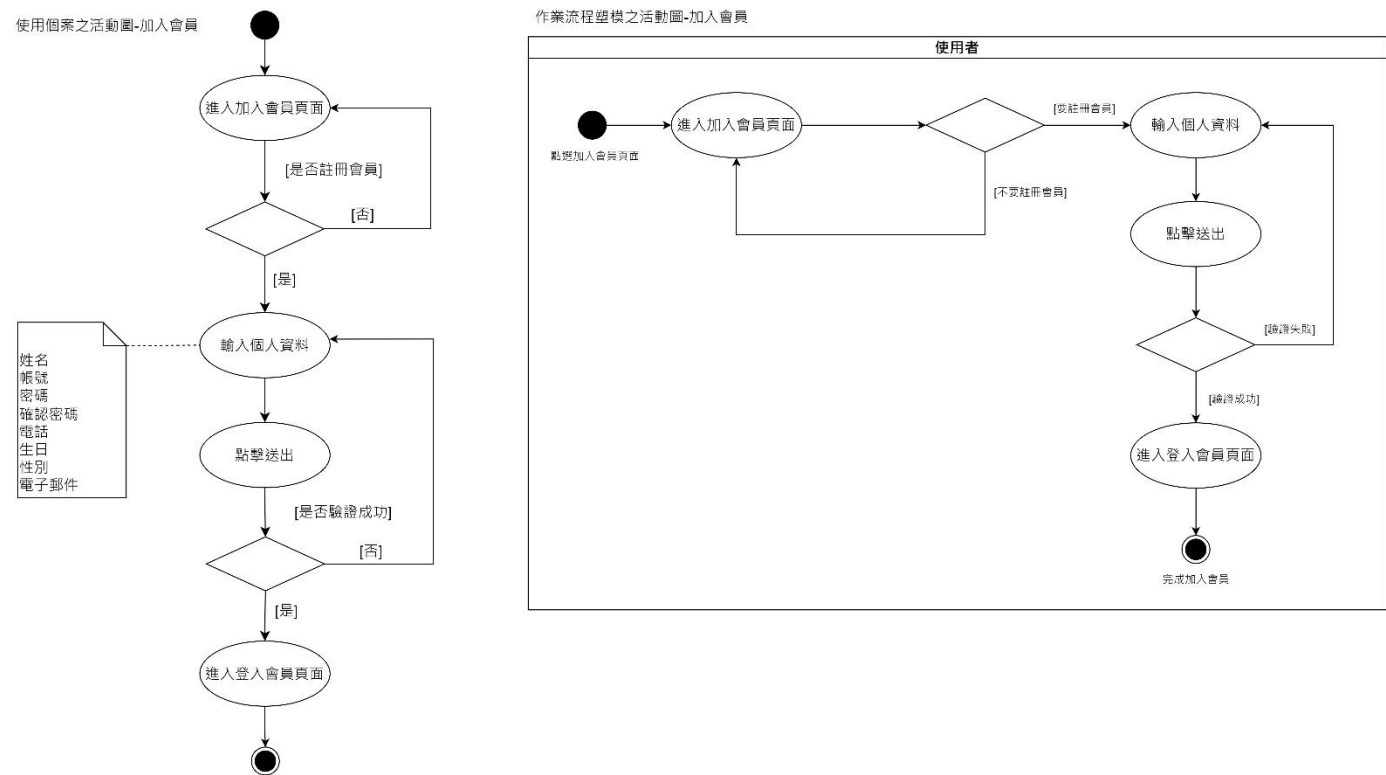 使用個案之活動圖-加入會員
進入加入會員頁面
[是否註冊會員]
[否]
[是]
輸入個人資料
姓名
帳號
密碼
確認密碼
電話
生日
性別
電子郵件
點擊送出
[是否驗證成功]
[否]
[是]
進入登入會員頁面
作業流程塑模之活動圖-加入會員
使用者
點選加入會員頁面
進入加入會員頁面
[要註冊會員]
[不要註冊會員]
輸入個人資料
點擊送出
[驗證失敗]
[驗證成功]
進入登入會員頁面
完成加入會員